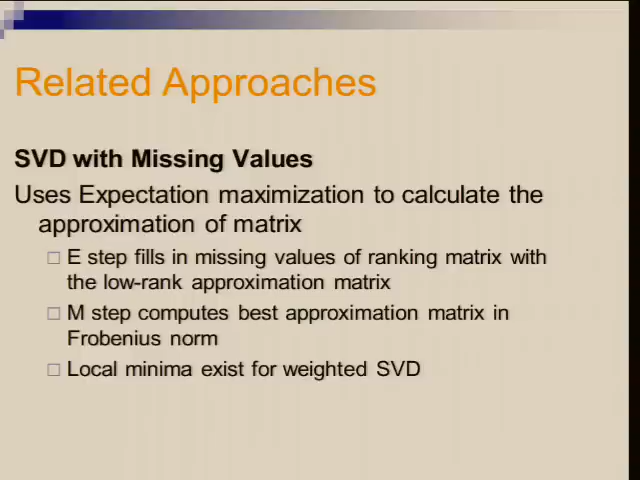 Related Approaches
SVD with Missing Values
Uses Expectation maximization to calculate the
approximation of matrix
E step fills in missing values of ranking matrix with
the low-rank approximation matrix
M step computes best approximation matrix in
Frobenius norm
Local minima exist for weighted SVD